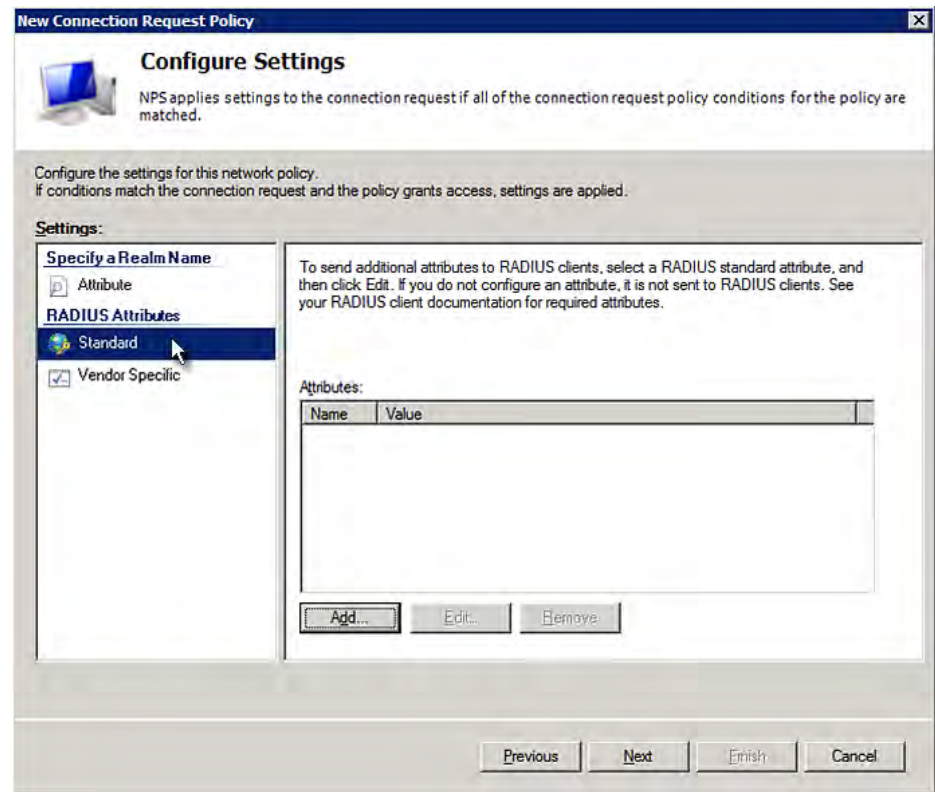 New Connection Request Policy
Configure Settings
NPS applies settings to the connection request if all of the connection request policy conditions for the policy are
matched.
Configure the settings for this network policy.
If conditions match the connection request and the policy grants access, settings are applied.
Settings:
Specify a Realm Name
Attribute
RADIUS Attributes
Standard
Vendor Specific
To send additional attributes to RADIUS clients, select a RADIUS standard attribute, and
then click Edit. If you do not configure an attribute, it is not sent to RADIUS clients. See
your RADIUS client documentation for required attributes.
Attributes:
Name Value
Add... Edit... Remove
Previous Next Finish Cancel